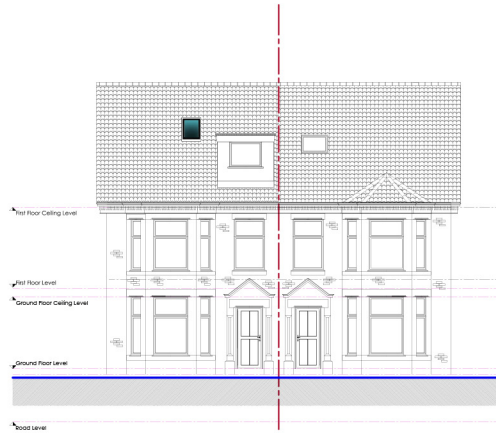 First Floor Ceiling Level
First Floor Level
Ground Floor Ceiling Level
Ground Floor Level
Road Level